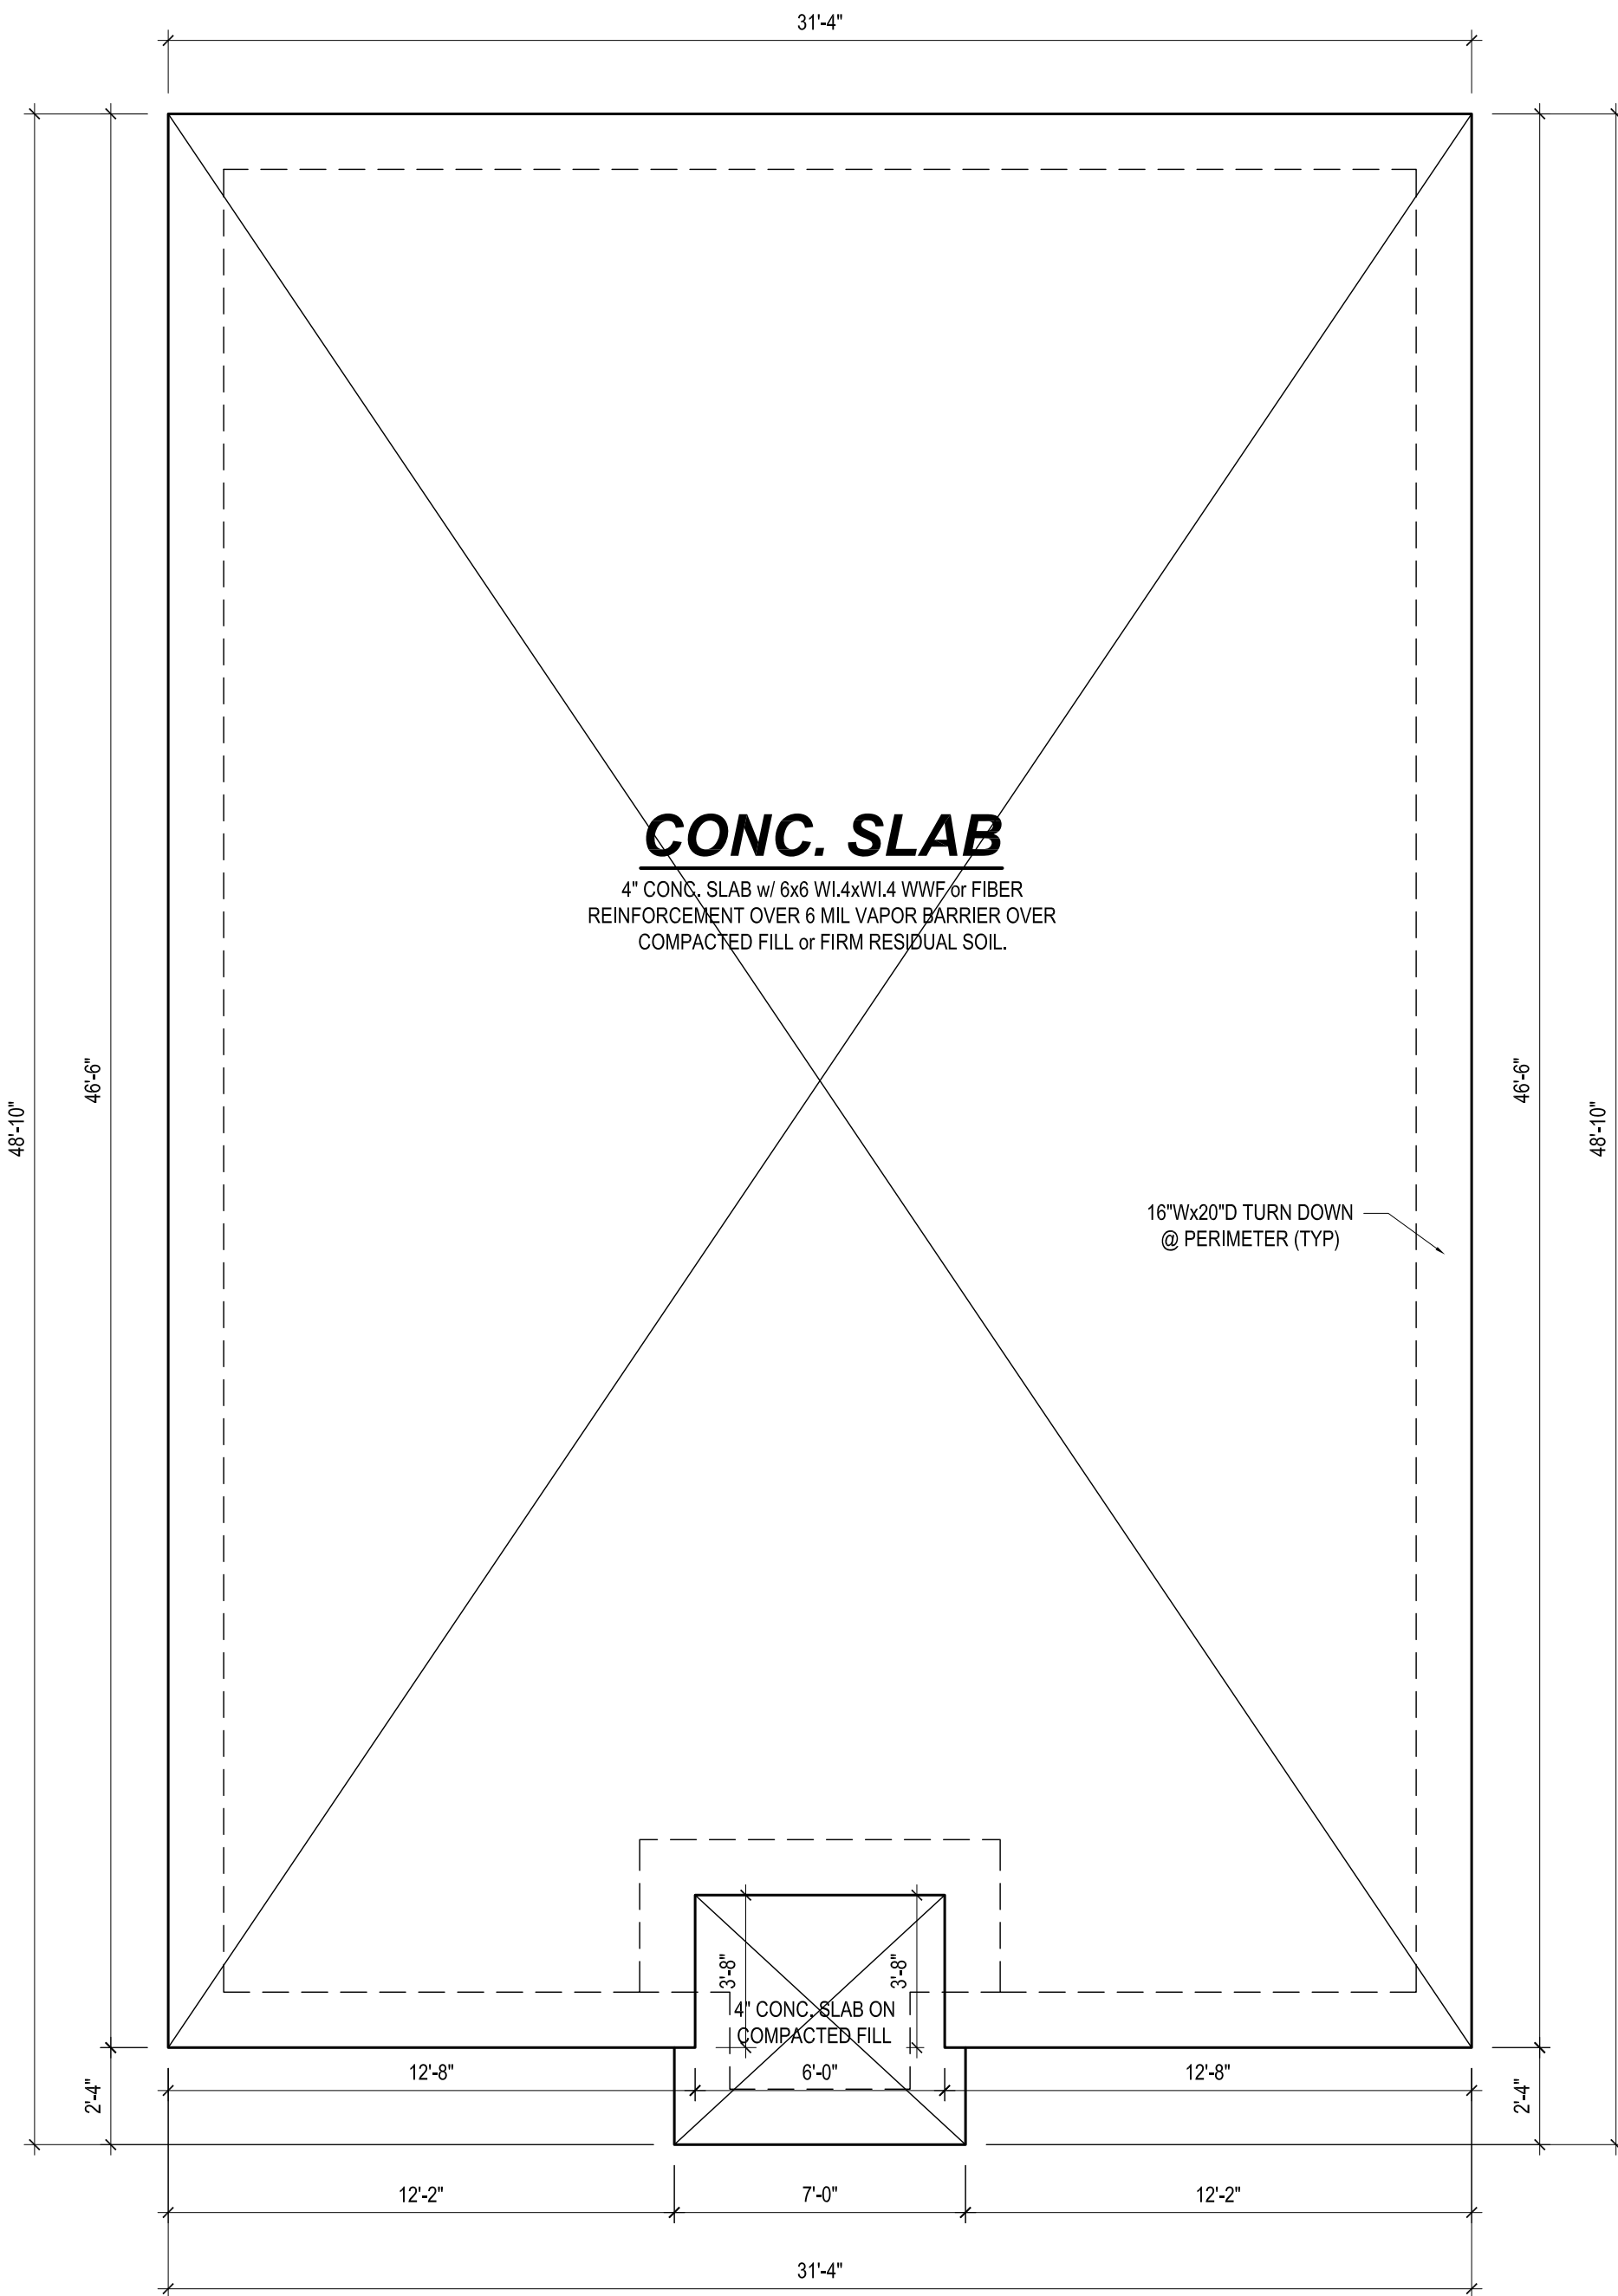 31'-4"
CONC. SLAB
4" CONC. SLAB w/ 6x6 WI.4xWI.4 WWF or FIBER
REINFORCEMENT OVER 6 MIL VAPOR BARRIER OVER
COMPACTED FILL or FIRM RESIDUAL SOIL.
48'-10"
46'-6"
46'-6"
48'-10"
16"Wx20"D TURN DOWN
@ PERIMETER (TYP)
3'-8"
3'-8"
4" CONC. SLAB ON
COMPACTED FILL
2'-4"
12'-8"
6'-0"
12'-8"
2'-4"
12'-2"
7'-0"
12'-2"
31'-4"